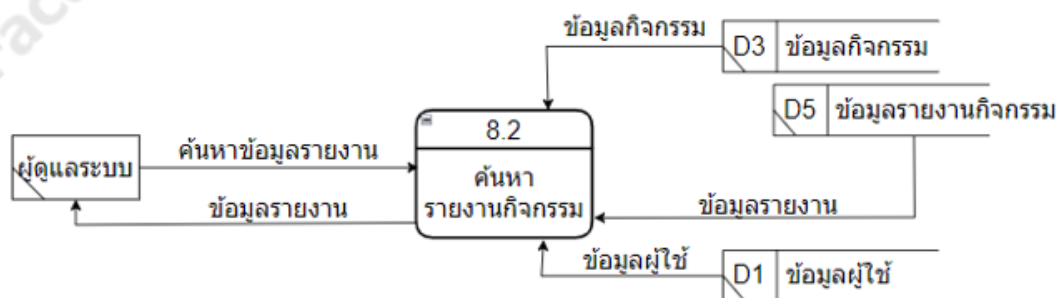 ข้อมูลกิจกรรม
D3 ข้อมูลกิจกรรม
D5 ข้อมูลรายงานกิจกรรม
8.2
ผู้ดูแลระบบ
ค้นหาข้อมูลรายงาน
ค้นหา
รายงานกิจกรรม
ข้อมูลรายงาน
ข้อมูลรายงาน
ข้อมูลผู้ใช้
D1 ข้อมูลผู้ใช้